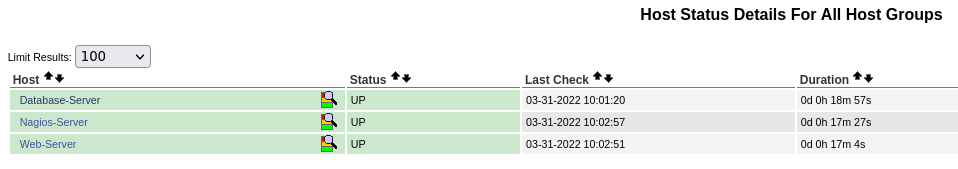 Host Status Details For All Host Groups
Limit Results: 100
Host Status Last Check Duration
Database-Server UP 03-31-2022 10:01:20 0d 0h 18m 57s
Nagios-Server UP 03-31-2022 10:02:57 0d 0h 17m 27s
Web-Server UP 03-31-2022 10:02:51 0d 0h 17m 4s